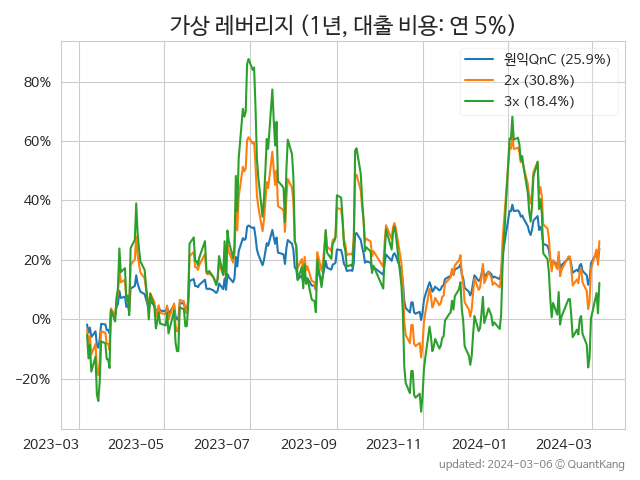 가상 레버리지 (1년, 대출 비용: 연 5%)
원익QnC (25.9%)
2x (30.8%)
3x (18.4%)
80%
60%
40%
20%
0%
−20%
2023-03 2023-05 2023-07 2023-09 2023-11 2024-01 2024-03
updated: 2024-03-06 © QuantKang